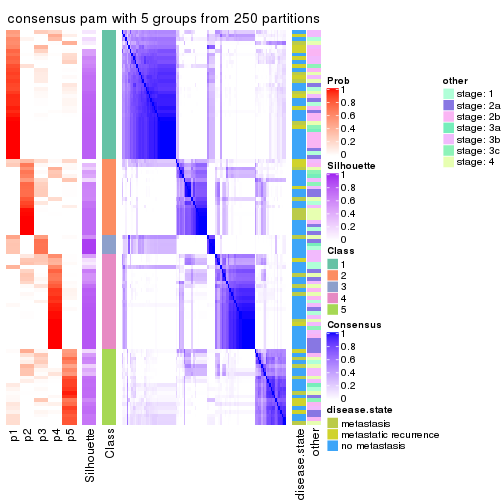 consensus pam with 5 groups from 250 partitions
Prob
1
0.8
0.6
0.4
0.2
0
Silhouette
1
0.8
0.6
0.4
0.2
0
Class
1
2
3
4
5
Consensus
1
0.8
0.6
0.4
0.2
0
disease.state
metastasis
metastatic recurrence
no metastasis
other
stage: 1
stage: 2a
stage: 2b
stage: 3a
stage: 3b
stage: 3c
stage: 4
p1
p2
p3
p4
p5
Silhouette
Class
disease.state
other